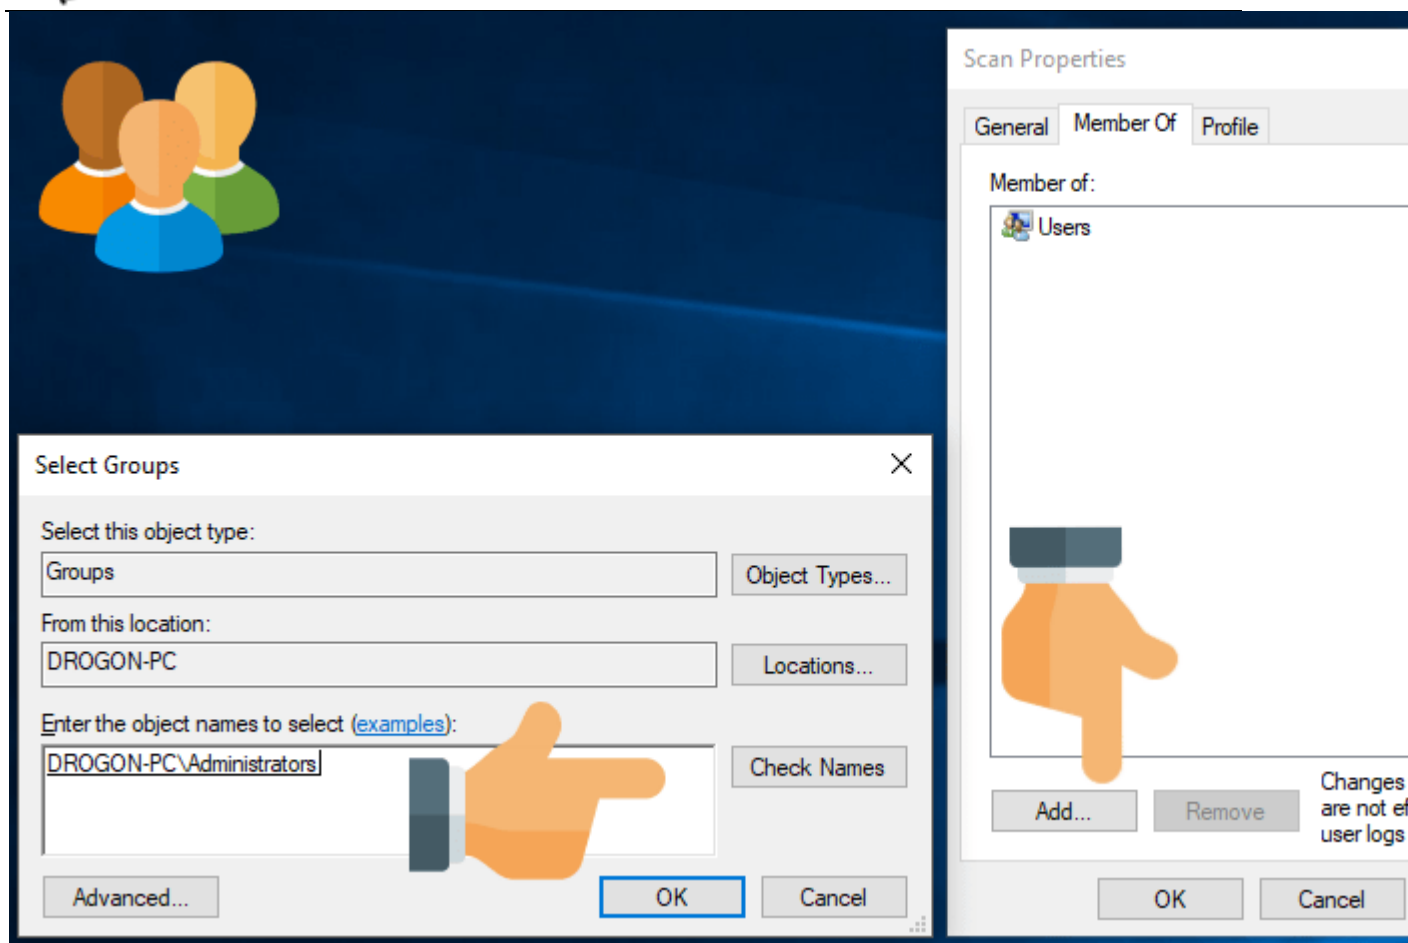 Scan Properties
General Member Of Profile
Member of:
Users
Select Groups
Select this object type:
Groups
Object Types...
From this location:
DROGON-PC
Locations...
Enter the object names to select (examples):
DROGON-PC\Administrators
Check Names
Advanced...
OK
Cancel
Add...
Remove
Changes
are not ef
user logs
OK
Cancel